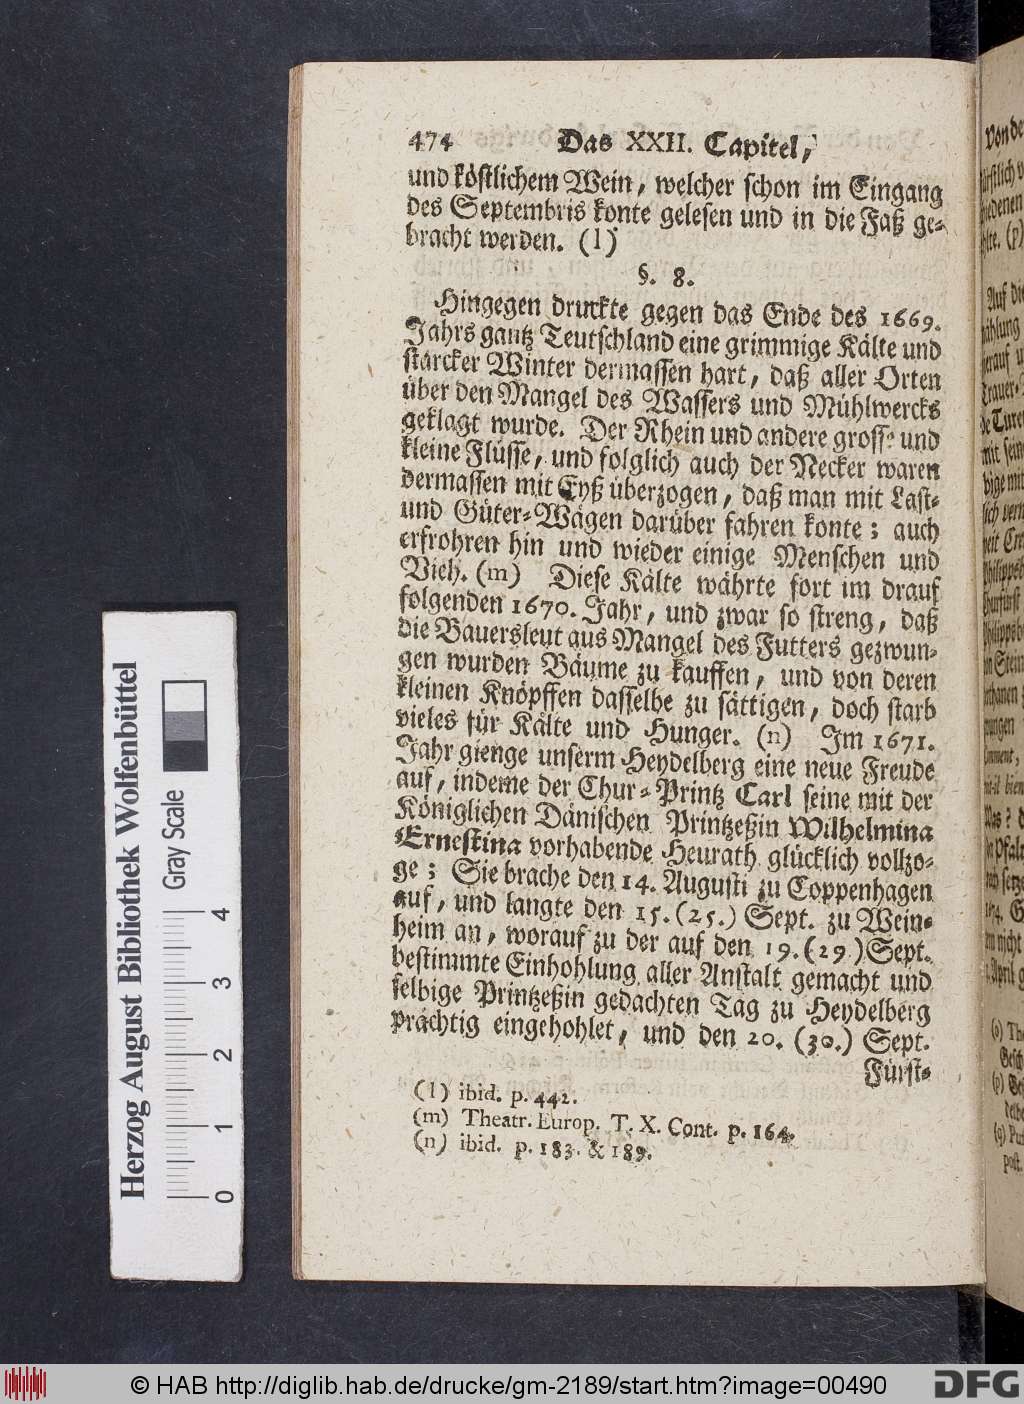 474 Das XXII. Capitel,
und köstlichem Wein, welcher schon im Eingang
des Septembris konte gelesen und in die Faß ge-
bracht werden. (l)
§. 8.
Hingegen druckte gegen das Ende des 1669.
Jahrs gantz Teutschland eine grimmige Kälte und
starcker Winter dermassen hart, daß aller Orten
über den Mangel des Wassers und Mühlwercks
geklagt wurde. Der Rhein und andere grosse und
kleine Flüsse, und folglich auch der Necker waren
dermassen mit Eyß überzogen, daß man mit Last-
und Güter-Wägen darüber fahren konte; auch
erfrohren hin und wieder einige Menschen und
Vieh. (m) Diese Kälte währte fort im drauf
folgenden 1670. Jahr, und zwar so streng, daß
die Bauersleut aus Mangel des Futters gezwun-
gen wurden Bäume zu kauffen, und von deren
kleinen Knöpffen dasselbe zu sättigen, doch starb
vieles für Kälte und Hunger. (n) Im 1671.
Jahr gienge unserm Heydelberg eine neue Freude
auf, indeme der Chur-Printz Carl seine mit der
Königlichen Dänischen Printzeßin Wilhelmina
Ernestina vorhabende Heurath glücklich vollzo-
ge; Sie brache den 14. Augusti zu Coppenhagen
auf, und langte den 15. (25.) Sept. zu Wein-
heim an, worauf zu der auf den 19. (29) Sept.
bestimmte Einhohlung aller Anstalt gemacht und
selbige Printzeßin gedachten Tag zu Heydelberg
prächtig eingehohlet, und den 20. (30.) Sept.
Fürst-
(l) ibid. p. 442.
(m) Theatr. Europ. T. X. Cont. p. 164.
(n) ibid. p. 183. & 189.
Herzog August Bibliothek Wolfenbüttel
Gray Scale
0 1 2 3 4
© HAB http://diglib.hab.de/drucke/gm-2189/start.htm?image=00490
DFG